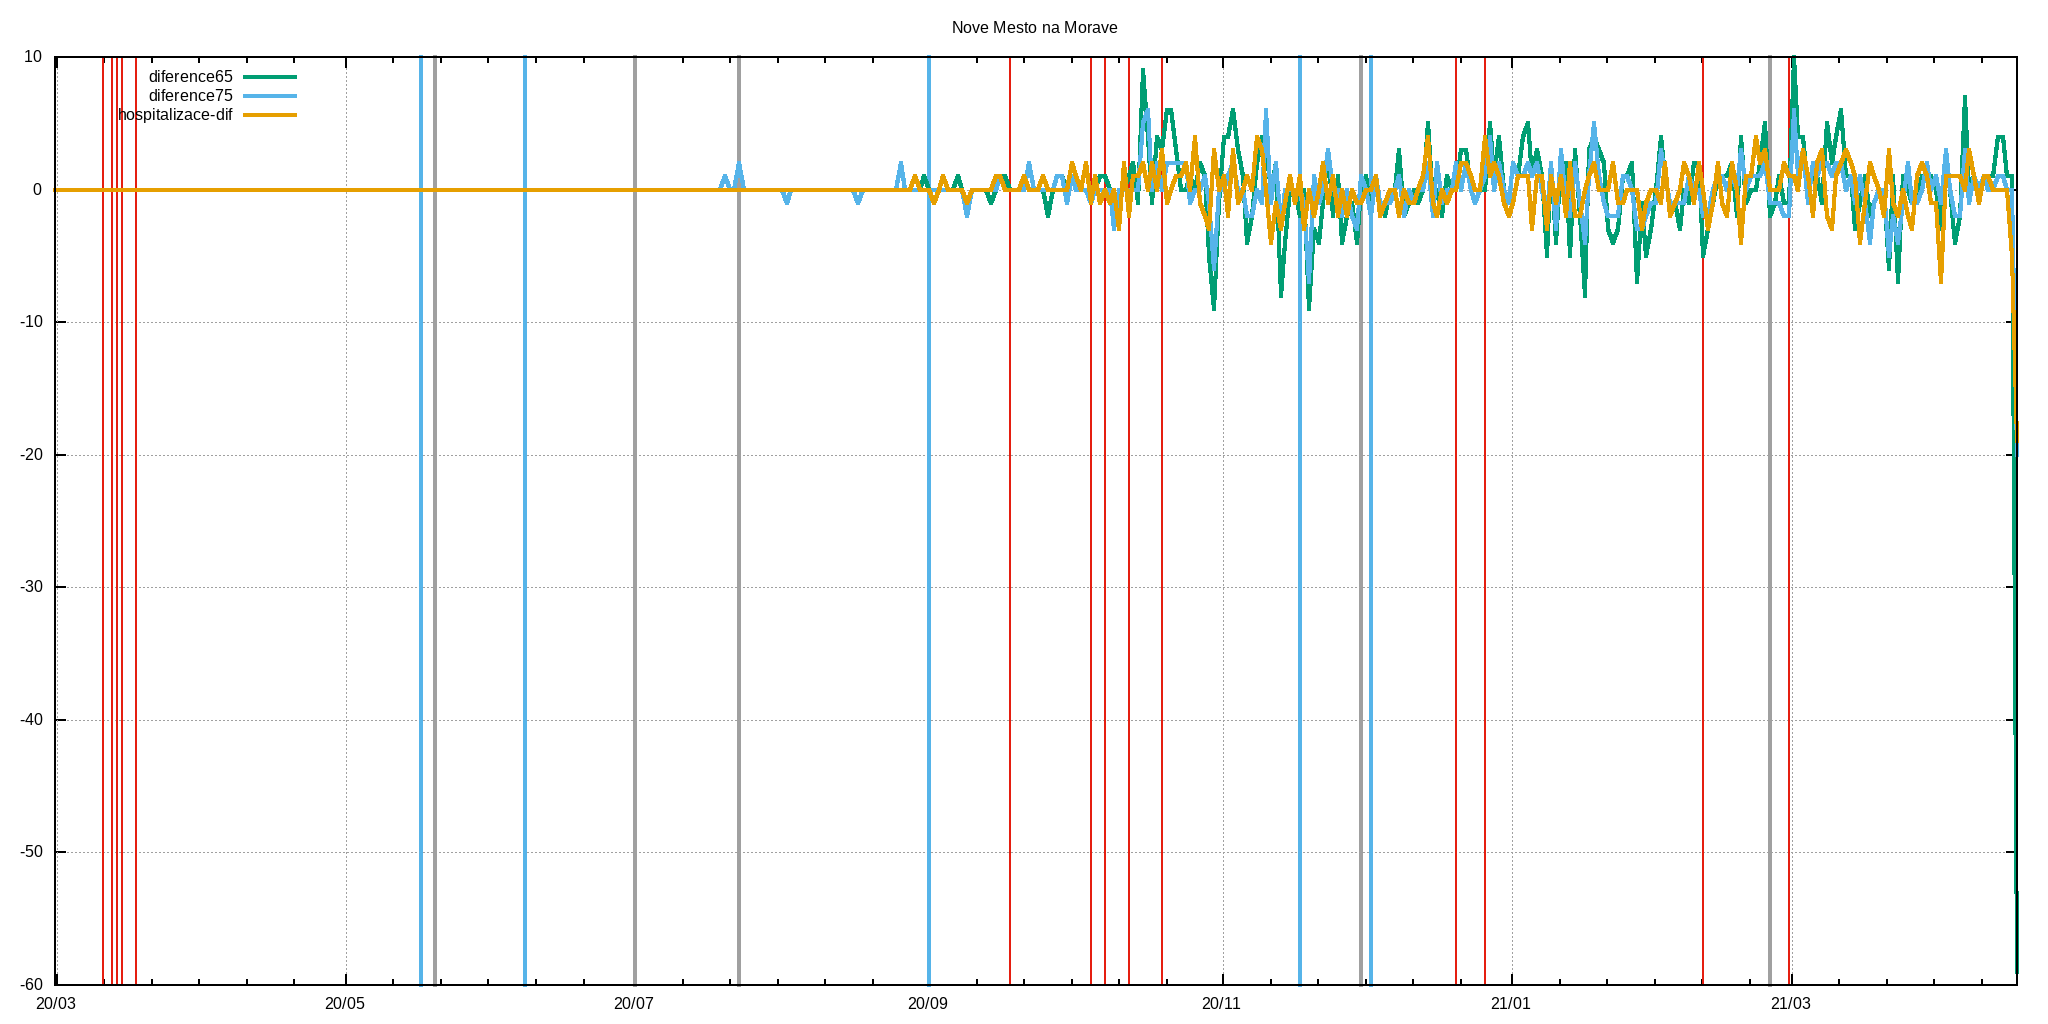 Nove Mesto na Morave
10
0
-10
-20
-30
-40
-50
-60
diference65
diference75
hospitalizace-dif
20/03 20/05 20/07 20/09 20/11 21/01 21/03